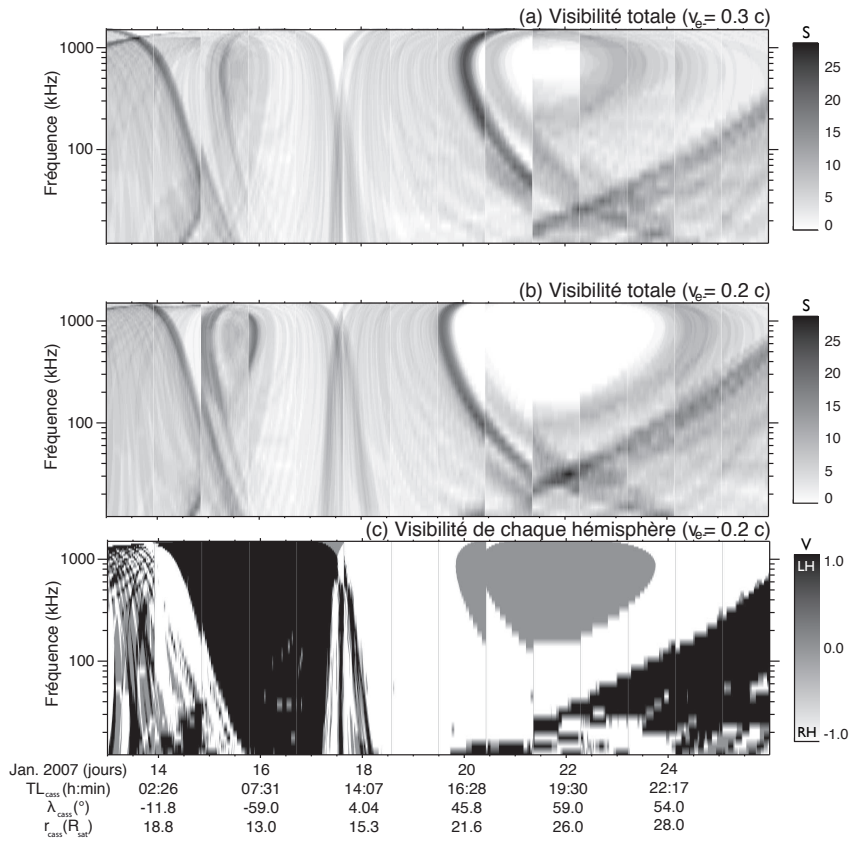 (a) Visibilité totale (vₑ₋= 0.3 c)
S
1000
100
Fréquence (kHz)
25
20
15
10
5
0
(b) Visibilité totale (vₑ₋= 0.2 c)
S
1000
100
Fréquence (kHz)
25
20
15
10
5
0
(c) Visibilité de chaque hémisphère (vₑ₋= 0.2 c)
V
1000
100
Fréquence (kHz)
LH
1.0
0.0
RH
-1.0
Jan. 2007 (jours) 14 16 18 20 22 24
TLcass(h:min) 02:26 07:31 14:07 16:28 19:30 22:17
λcass(°) -11.8 -59.0 4.04 45.8 59.0 54.0
rcass(Rsat) 18.8 13.0 15.3 21.6 26.0 28.0